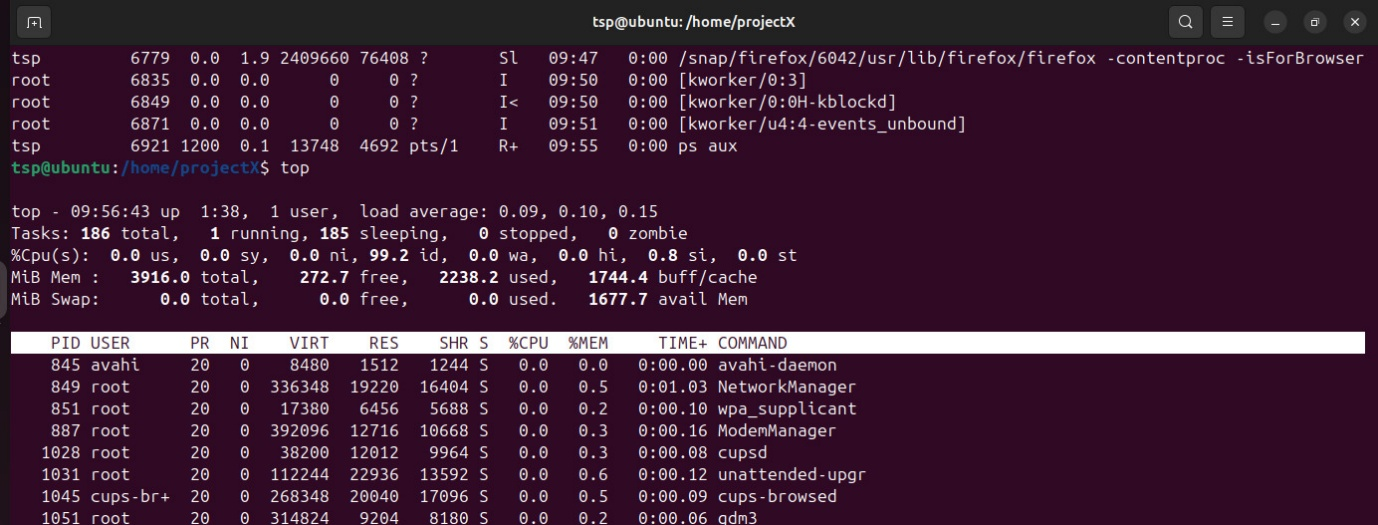 tsp@ubuntu: /home/projectX
tsp 6779 0.0 1.9 2409660 76408 ? Sl 09:47 0:00 /snap/firefox/6042/usr/lib/firefox/firefox -contentproc -isForBrowser
root 6835 0.0 0.0 0 0 ? I 09:50 0:00 [kworker/0:3]
root 6849 0.0 0.0 0 0 ? I< 09:50 0:00 [kworker/0:0H-kblockd]
root 6871 0.0 0.0 0 0 ? I 09:51 0:00 [kworker/u4:4-events_unbound]
tsp 6921 1200 0.1 13748 4692 pts/1 R+ 09:55 0:00 ps aux
tsp@ubuntu:/home/projectX$ top
top - 09:56:43 up 1:38, 1 user, load average: 0.09, 0.10, 0.15
Tasks: 186 total, 1 running, 185 sleeping, 0 stopped, 0 zombie
%Cpu(s): 0.0 us, 0.0 sy, 0.0 ni, 99.2 id, 0.0 wa, 0.0 hi, 0.8 si, 0.0 st
MiB Mem : 3916.0 total, 272.7 free, 2238.2 used, 1744.4 buff/cache
MiB Swap: 0.0 total, 0.0 free, 0.0 used. 1677.7 avail Mem
PID USER PR NI VIRT RES SHR S %CPU %MEM TIME+ COMMAND
845 avahi 20 0 8480 1512 1244 S 0.0 0.0 0:00.00 avahi-daemon
849 root 20 0 336348 19220 16404 S 0.0 0.5 0:01.03 NetworkManager
851 root 20 0 17380 6456 5688 S 0.0 0.2 0:00.10 wpa_supplicant
887 root 20 0 392096 12716 10668 S 0.0 0.3 0:00.16 ModemManager
1028 root 20 0 38200 12012 9964 S 0.0 0.3 0:00.08 cupsd
1031 root 20 0 112244 22936 13592 S 0.0 0.6 0:00.12 unattended-upgr
1045 cups-br+ 20 0 268348 20040 17096 S 0.0 0.5 0:00.09 cups-browsed
1051 root 20 0 314824 9204 8180 S 0.0 0.2 0:00.06 gdm3